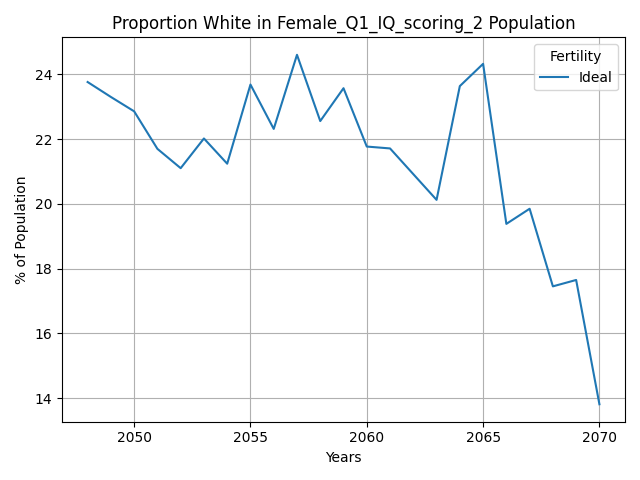 Proportion White in Female_Q1_IQ_scoring_2 Population
Fertility
Ideal
24
22
20
18
16
14
% of Population
2050
2055
2060
2065
2070
Years